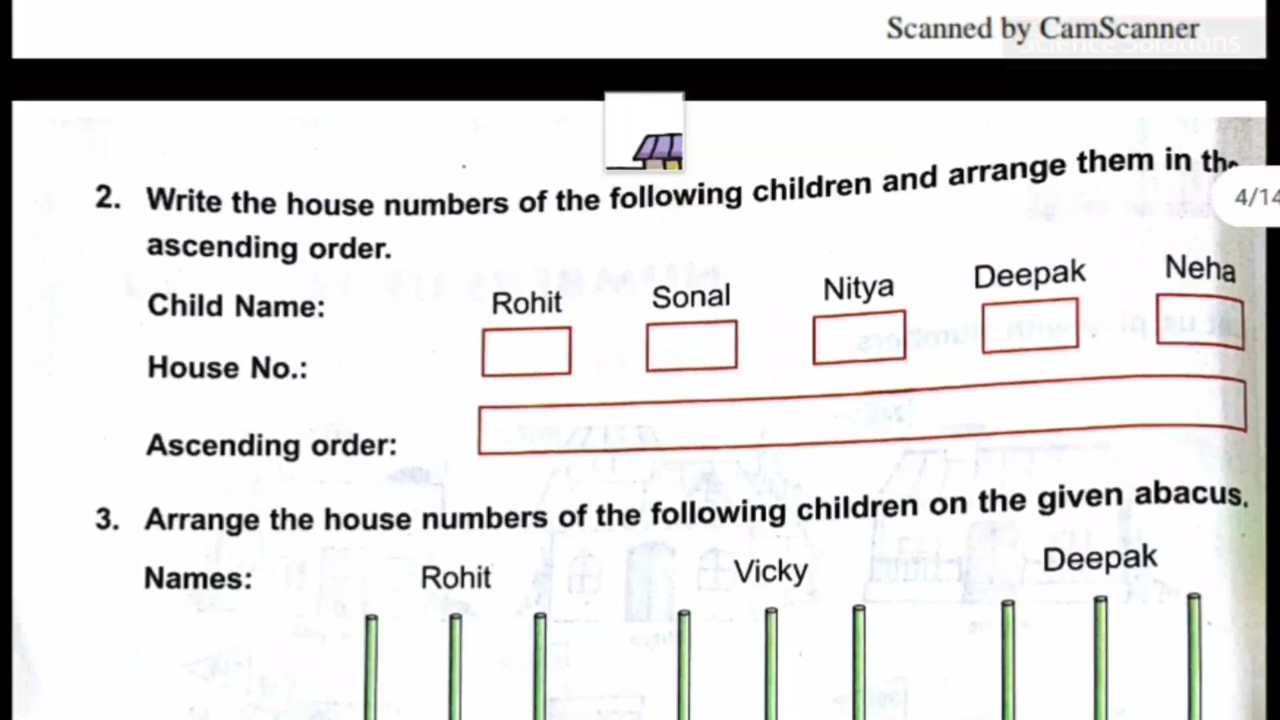 Scanned by CamScanner
Science Solutions
2. Write the house numbers of the following children and arrange them in the
ascending order.
Child Name: Rohit Sonal Nitya Deepak Neha
House No.:
Ascending order:
3. Arrange the house numbers of the following children on the given abacus.
Names: Rohit Vicky Deepak
4/14